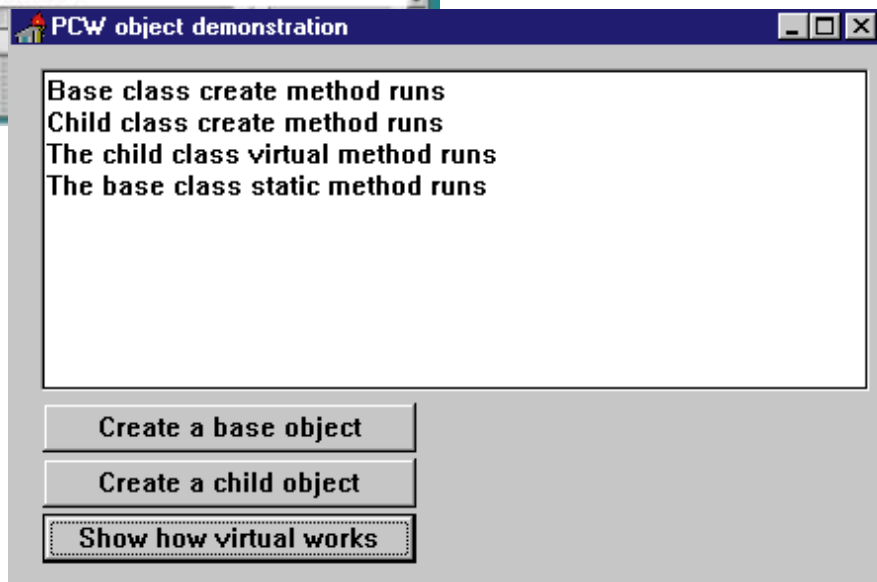 PCW object demonstration
Base class create method runs
Child class create method runs
The child class virtual method runs
The base class static method runs
Create a base object
Create a child object
Show how virtual works